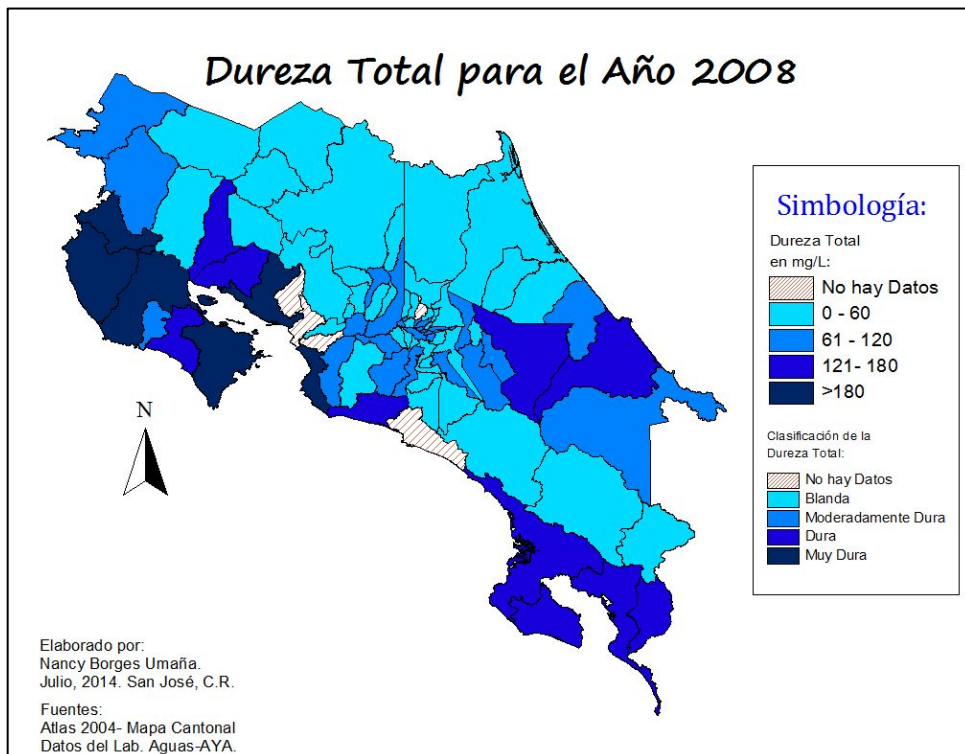 Dureza Total para el Año 2008
Simbología:
Dureza Total
en mg/L:
No hay Datos
0 - 60
61 - 120
121- 180
>180
Clasificación de la
Dureza Total:
No hay Datos
Blanda
Moderadamente Dura
Dura
Muy Dura
N
Elaborado por:
Nancy Borges Umaña.
Julio, 2014. San José, C.R.
Fuentes:
Atlas 2004- Mapa Cantonal
Datos del Lab. Aguas-AYA.